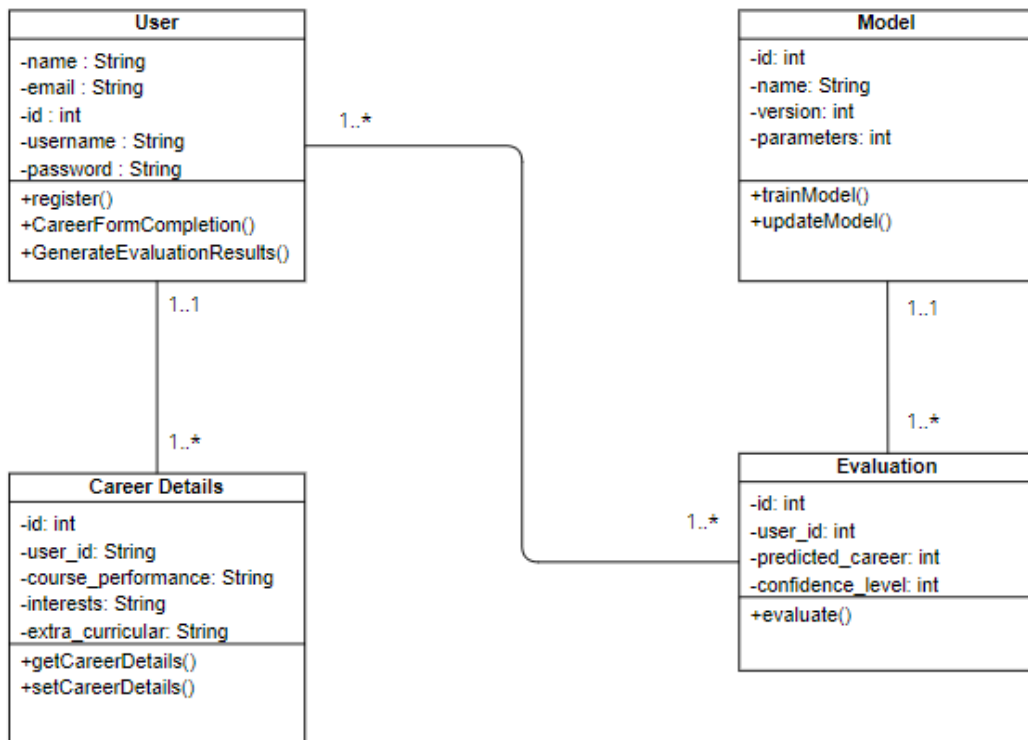 User
-name : String
-email : String
-id : int
-username : String
-password : String
+register()
+CareerFormCompletion()
+GenerateEvaluationResults()
Model
-id: int
-name: String
-version: int
-parameters: int
+trainModel()
+updateModel()
1..*
1..1
1..*
1..1
1..*
1..*
Career Details
-id: int
-user_id: String
-course_performance: String
-interests: String
-extra_curricular: String
+getCareerDetails()
+setCareerDetails()
Evaluation
-id: int
-user_id: int
-predicted_career: int
-confidence_level: int
+evaluate()